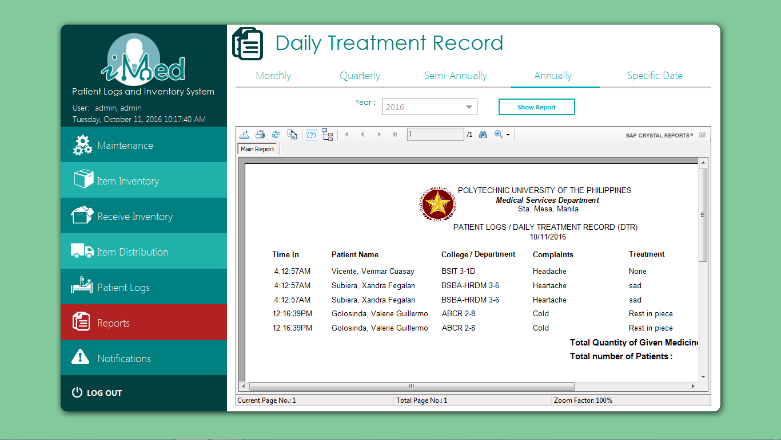 iMed
Patient Logs and Inventory System
User: admin, admin
Tuesday, October 11, 2016 10:17:40 AM
Maintenance
Item Inventory
Receive Inventory
Item Distribution
Patient Logs
Reports
Notifications
LOG OUT
Daily Treatment Record
Monthly Quarterly Semi-Annually Annually Specific Date
Year : 2016 Show Report
1 /1 SAP CRYSTAL REPORTS®
Main Report
POLYTECHNIC UNIVERSITY OF THE PHILIPPINES
Medical Services Department
Sta. Mesa, Manila
PATIENT LOGS / DAILY TREATMENT RECORD (DTR)
10/11/2016
Time In Patient Name College / Department Complaints Treatment
4:12:57AM Vicente, Venmar Cuasay BSIT 3-1D Headache None
4:12:57AM Subiera, Xandra Fegalan BSBA-HRDM 3-6 Heartache sad
4:12:57AM Subiera, Xandra Fegalan BSBA-HRDM 3-6 Heartache sad
12:16:39PM Golosinda, Valerie Guillermo ABCR 2-8 Cold Rest in piece
12:16:39PM Golosinda, Valerie Guillermo ABCR 2-8 Cold Rest in piece
Total Quantity of Given Medicin
Total number of Patients :
Current Page No.: 1 Total Page No.: 1 Zoom Factor: 100%